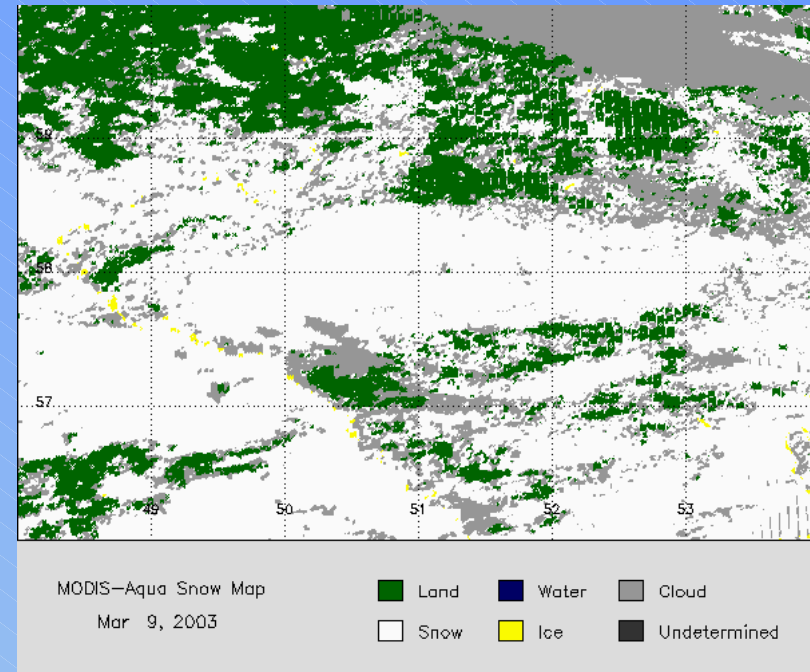 59
58
57
49 50 51 52 53
MODIS-Aqua Snow Map
Mar 9, 2003
Land Water Cloud
Snow Ice Undetermined